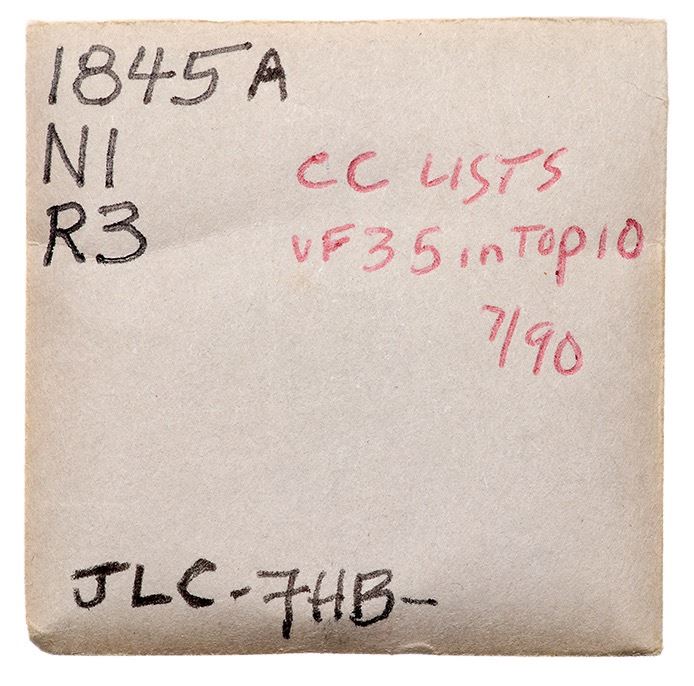 1845A
N1
R3
CC LISTS
VF35 in Top 10
7/90
JLC-7HB-